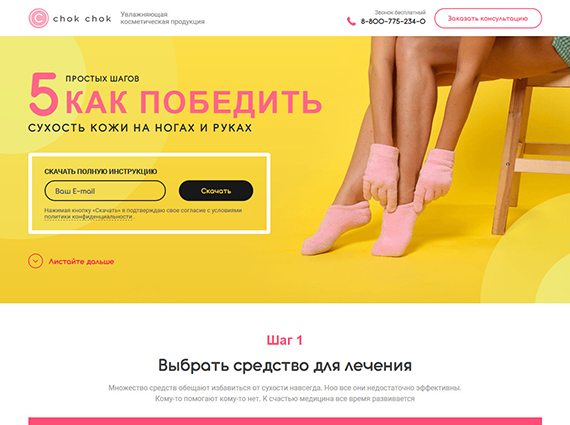 chok chok
Увлажняющая
косметическая продукция
Звонок бесплатный
8-800-775-234-0
Заказать консультацию
5 ПРОСТЫХ ШАГОВ
КАК ПОБЕДИТЬ
СУХОСТЬ КОЖИ НА НОГАХ И РУКАХ
СКАЧАТЬ ПОЛНУЮ ИНСТРУКЦИЮ
Ваш E-mail
Скачать
Нажимая кнопку «Скачать» я подтверждаю свое согласие с условиями
политики конфиденциальности
Листайте дальше
Шаг 1
Выбрать средство для лечения
Множество средств обещают избавиться от сухости навсегда. Ноо все они недостаточно эффективны.
Кому-то помогают кому-то нет. К счастью медицина все время развивается